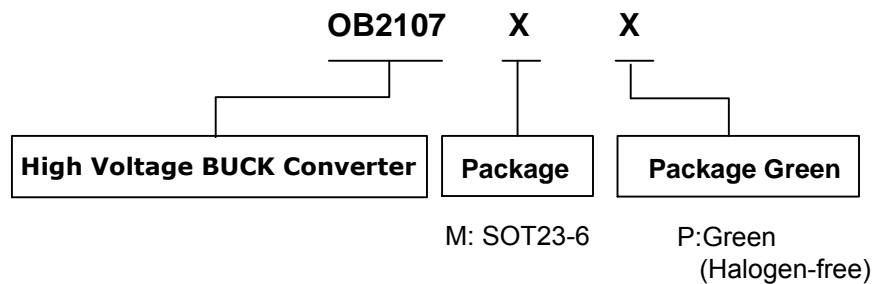 OB2107 X X
High Voltage BUCK Converter
Package
Package Green
M: SOT23-6
P:Green
(Halogen-free)